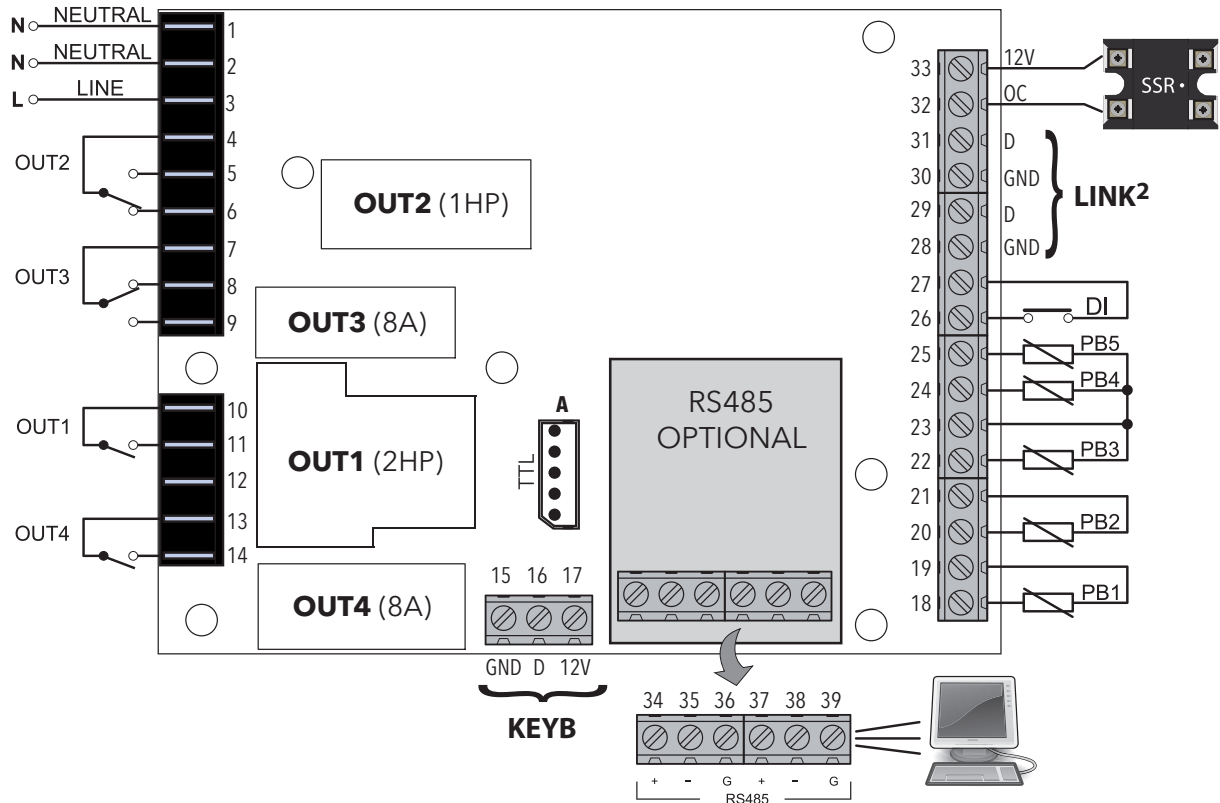 N NEUTRAL 1
N NEUTRAL 2
L LINE 3
4
OUT2 5
6
7
OUT3 8
9
OUT2 (1HP)
OUT3 (8A)
10
OUT1 11
12
13
OUT4 14
OUT1 (2HP)
OUT4 (8A)
A
TTL
15 16 17
GND D 12V
KEYB
RS485
OPTIONAL
34 35 36 37 38 39
+ - G + - G
RS485
33 12V
32 OC
31 D
30 GND
29 D
28 GND
LINK²
SSR
27
26 DI
25 PB5
24 PB4
23
22 PB3
21
20 PB2
19
18 PB1